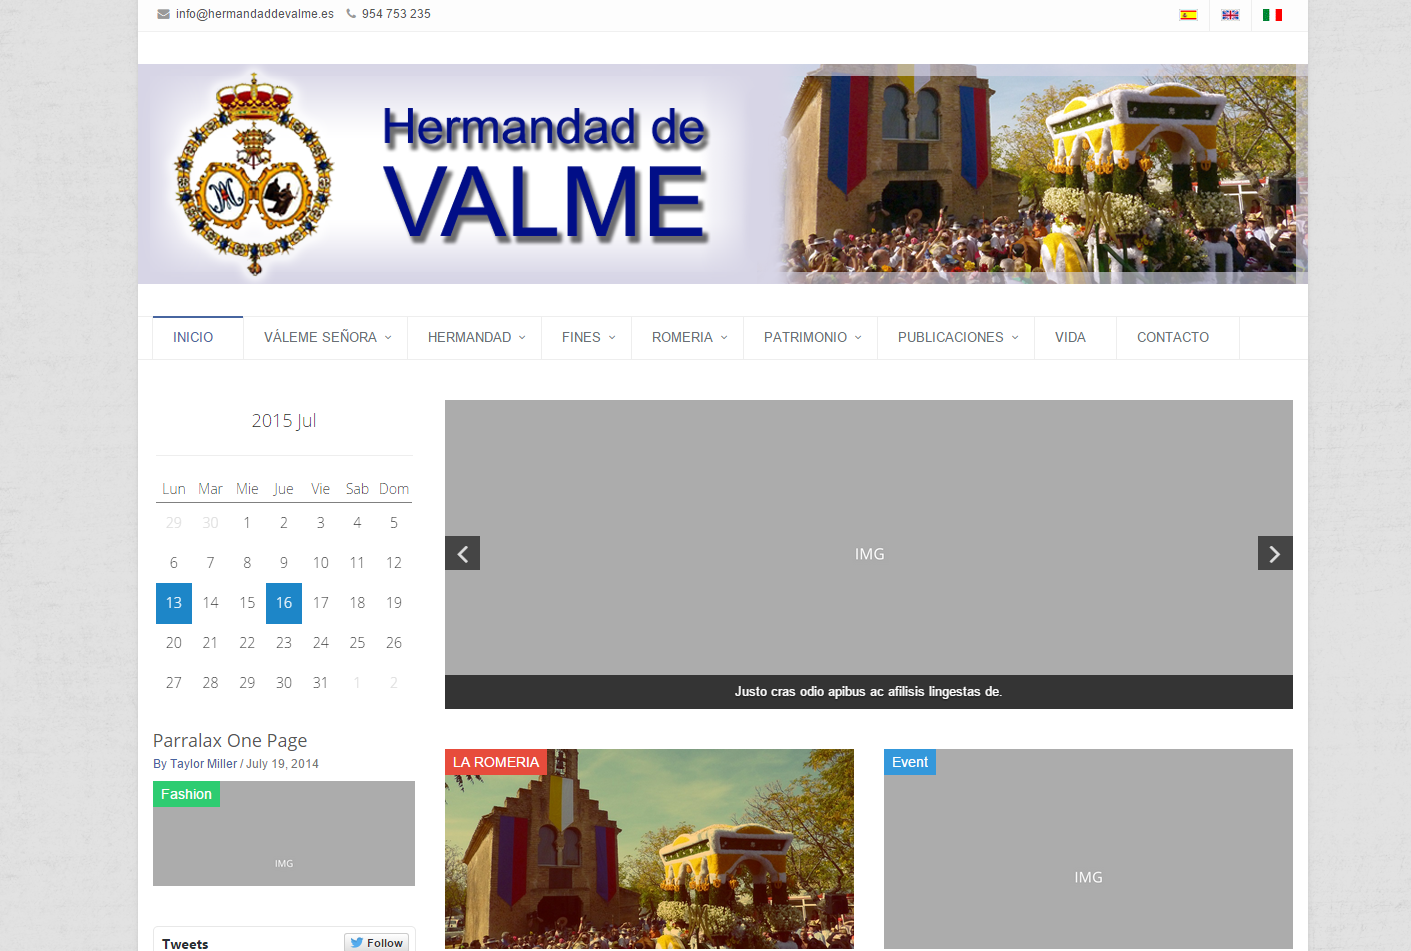 info@hermandaddevalme.es 954 753 235
Hermandad de
VALME
INICIO VÁLEME SEÑORA HERMANDAD FINES ROMERIA PATRIMONIO PUBLICACIONES VIDA CONTACTO
2015 Jul
Lun Mar Mie Jue Vie Sab Dom
29 30 1 2 3 4 5
6 7 8 9 10 11 12
13 14 15 16 17 18 19
20 21 22 23 24 25 26
27 28 29 30 31 1 2
Parralax One Page
By Taylor Miller / July 19, 2014
Fashion
IMG
Tweets Follow
IMG
Justo cras odio apibus ac afilisis lingestas de.
LA ROMERIA
Event
IMG